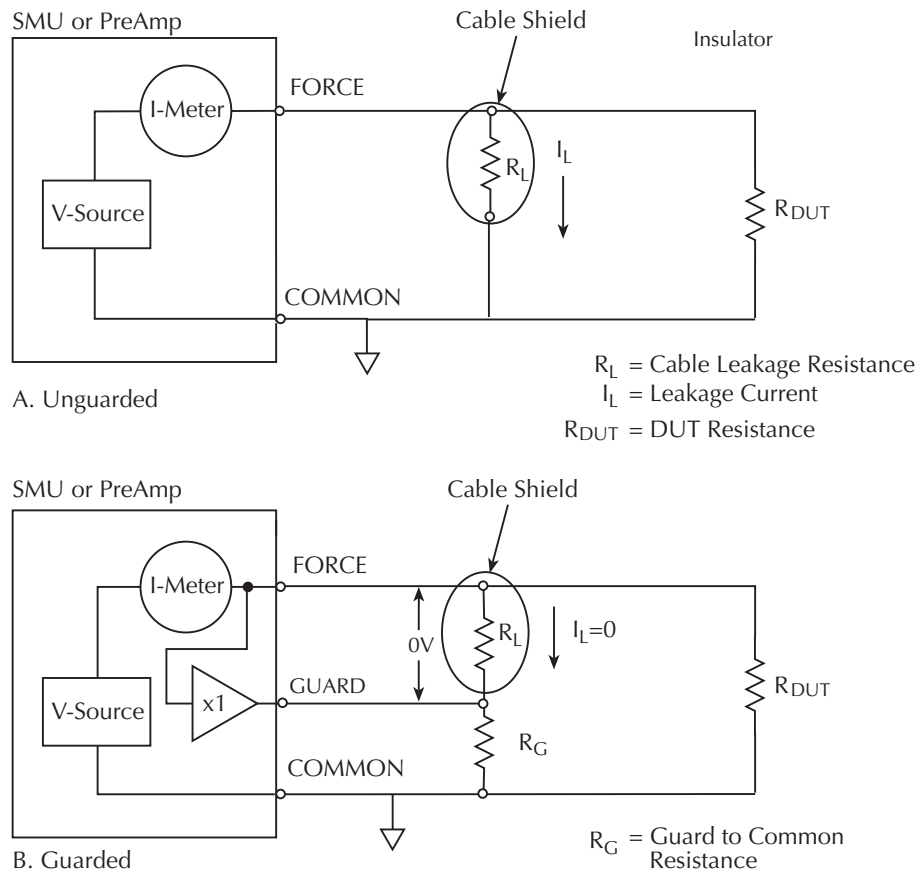 SMU or PreAmp
Cable Shield
Insulator
I-Meter
FORCE
R_L
I_L
V-Source
R_DUT
COMMON
R_L = Cable Leakage Resistance
I_L = Leakage Current
R_DUT = DUT Resistance
A. Unguarded
SMU or PreAmp
Cable Shield
I-Meter
FORCE
0V
R_L
I_L=0
V-Source
x1
GUARD
R_DUT
R_G
COMMON
R_G = Guard to Common
Resistance
B. Guarded